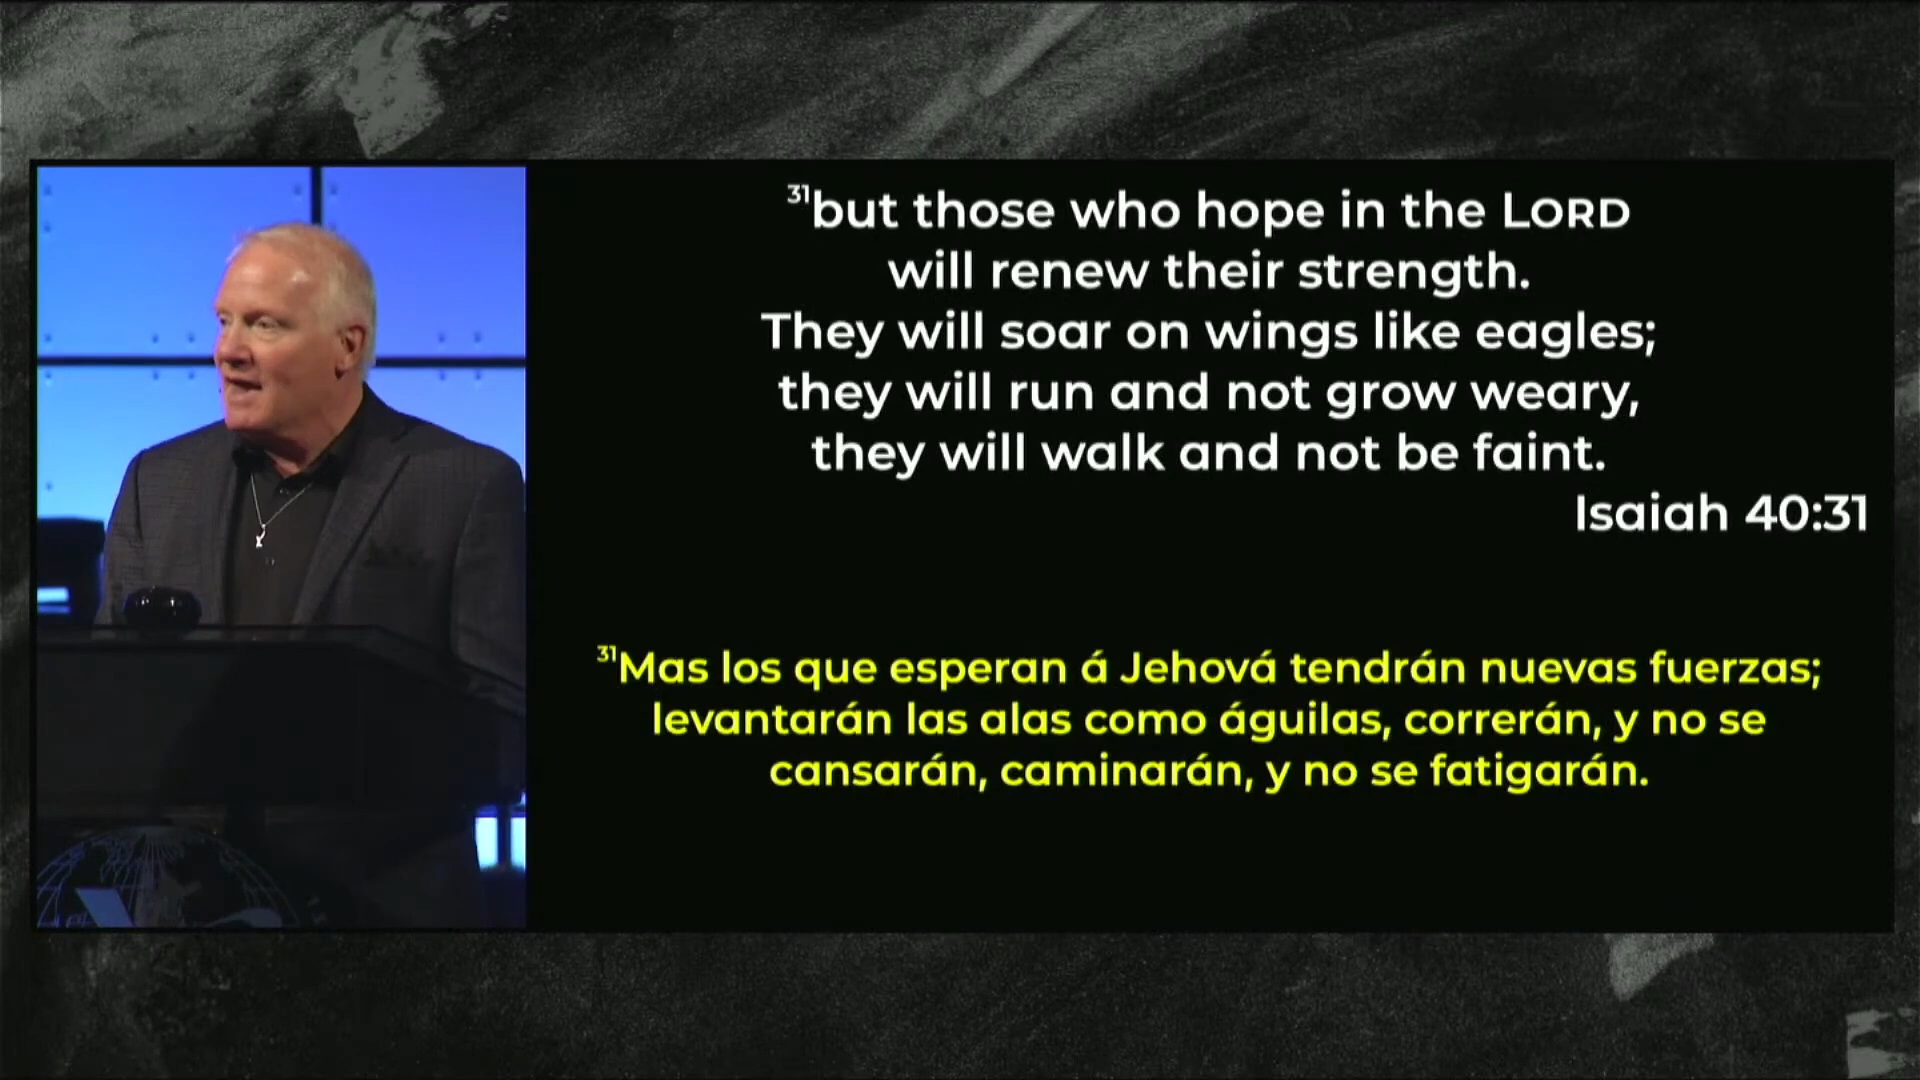 ³¹but those who hope in the LORD
will renew their strength.
They will soar on wings like eagles;
they will run and not grow weary,
they will walk and not be faint.
Isaiah 40:31
³¹Mas los que esperan á Jehová tendrán nuevas fuerzas;
levantarán las alas como águilas, correrán, y no se
cansarán, caminarán, y no se fatigarán.